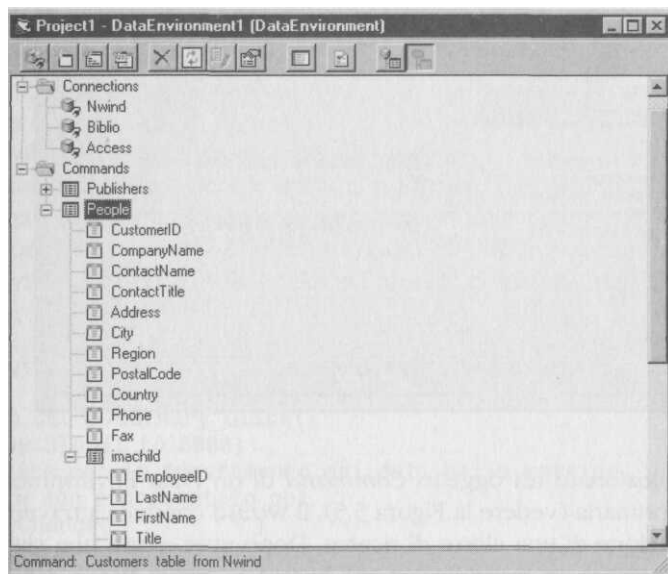 Project1 - DataEnvironment1 (DataEnvironment)
Connections
Nwind
Biblio
Access
Commands
Publishers
People
CustomerID
CompanyName
ContactName
ContactTitle
Address
City
Region
PostalCode
Country
Phone
Fax
imachild
EmployeeID
LastName
FirstName
Title
Command: Customers table from Nwind